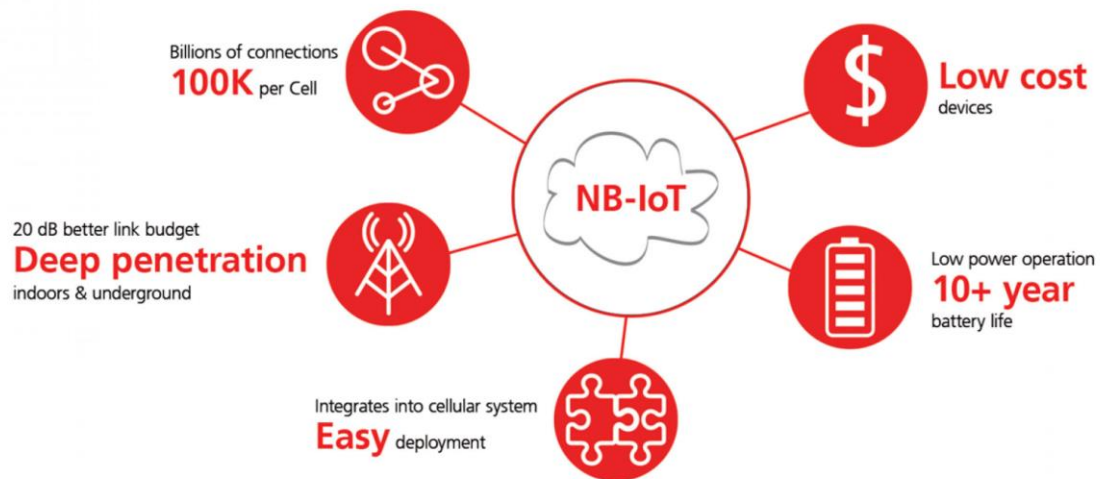 Billions of connections
100K per Cell
Low cost
devices
NB-IoT
20 dB better link budget
Deep penetration
indoors & underground
Low power operation
10+ year
battery life
Integrates into cellular system
Easy deployment